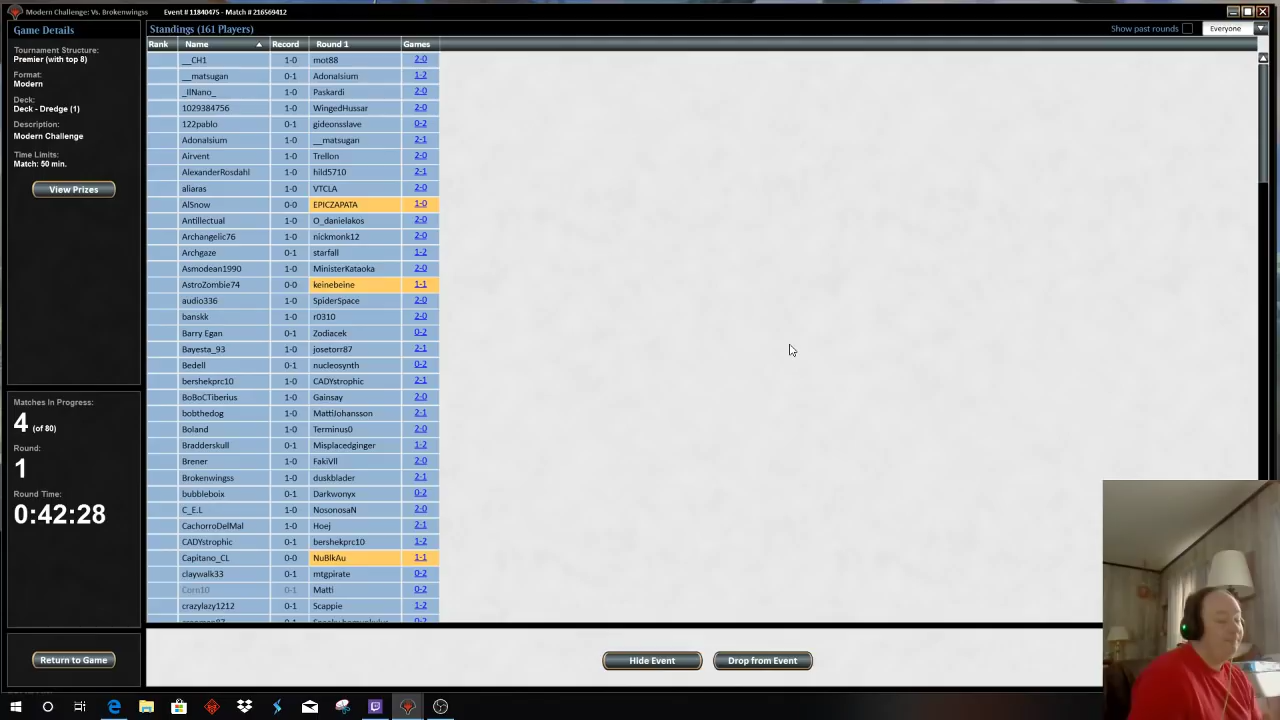 Modern Challenge: Vs. Brokenwingss Event # 11840475 - Match # 216569412
Game Details
Tournament Structure:
Premier (with top 8)
Format:
Modern
Deck:
Deck - Dredge (1)
Description:
Modern Challenge
Time Limits:
Match: 50 min.
View Prizes
Matches In Progress:
4 (of 80)
Round:
1
Round Time:
0:42:28
Return to Game
Standings (161 Players)
Show past rounds
Everyone
Rank Name Record Round 1 Games
__CH1 1-0 mot88 2-0
__matsugan 0-1 Adonalsium 1-2
_IlNano_ 1-0 Paskardi 2-0
1029384756 1-0 WingedHussar 2-0
122pablo 0-1 gideonsslave 0-2
Adonalsium 1-0 __matsugan 2-1
Airvent 1-0 Trellon 2-0
AlexanderRosdahl 1-0 hild5710 2-1
aliaras 1-0 VTCLA 2-0
AlSnow 0-0 EPICZAPATA 1-0
Antillectual 1-0 O_danielakos 2-0
Archangelic76 1-0 nickmonk12 2-0
Archgaze 0-1 starfall 1-2
Asmodean1990 1-0 MinisterKataoka 2-0
AstroZombie74 0-0 keinebeine 1-1
audio336 1-0 SpiderSpace 2-0
banskk 1-0 r0310 2-0
Barry Egan 0-1 Zodiacek 0-2
Bayesta_93 1-0 josetorr87 2-1
Bedell 0-1 nucleosynth 0-2
bershekprc10 1-0 CADYstrophic 2-1
BoBoCTiberius 1-0 Gainsay 2-0
bobthedog 1-0 MattiJohansson 2-1
Boland 1-0 Terminus0 2-0
Bradderskull 0-1 Misplacedginger 1-2
Brener 1-0 FakiVII 2-0
Brokenwingss 1-0 duskblader 2-1
bubbleboix 0-1 Darkwonyx 0-2
C_E.L 1-0 NosonosaN 2-0
CachorroDelMal 1-0 Hoej 2-1
CADYstrophic 0-1 bershekprc10 1-2
Capitano_CL 0-0 NuBlkAu 1-1
claywalk33 0-1 mtgpirate 0-2
Corn10 0-1 Matti 0-2
crazylazy1212 0-1 Scappie 1-2
Hide Event
Drop from Event